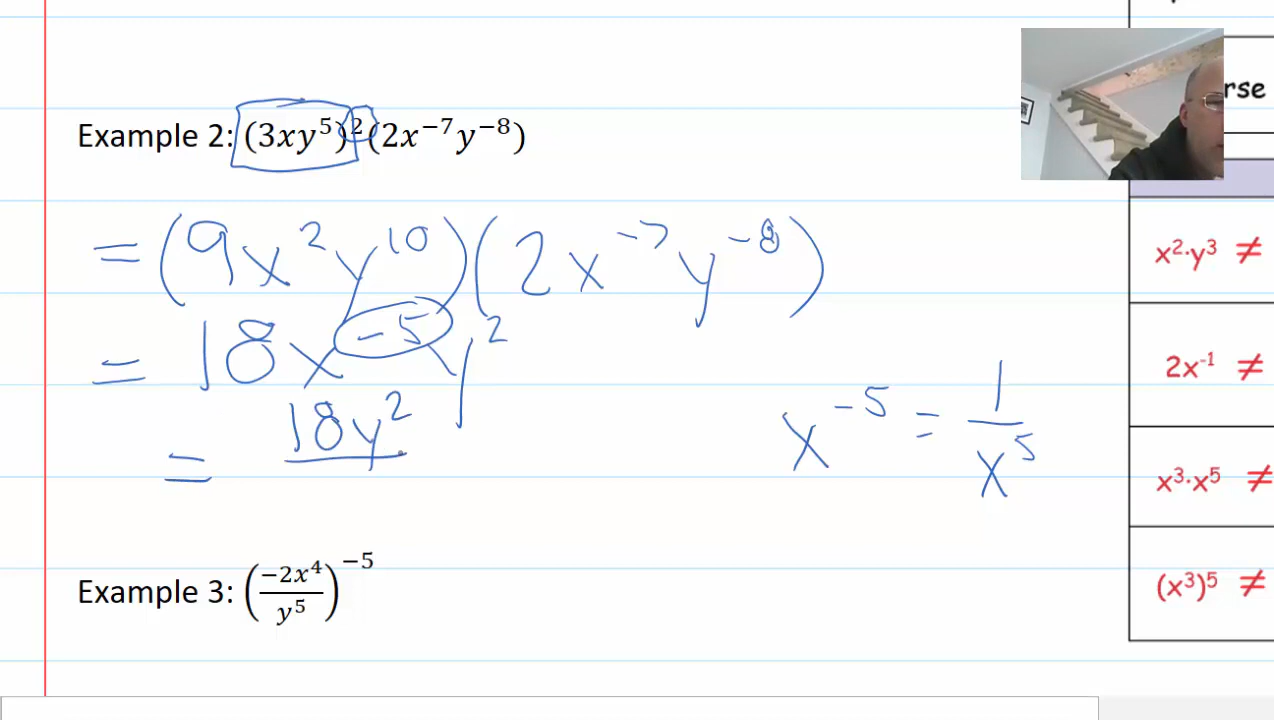 Example 2: (3xy⁵)²(2x⁻⁷y⁻⁸)
= (9x²y¹⁰)(2x⁻⁷y⁻⁸)
= 18x⁻⁵y²
= 18y²
x⁻⁵ = 1/x⁵
Example 3: (−2x⁴/y⁵)⁻⁵
rse
x²·y³ ≠
2x⁻¹ ≠
x³·x⁵ ≠
(x³)⁵ ≠